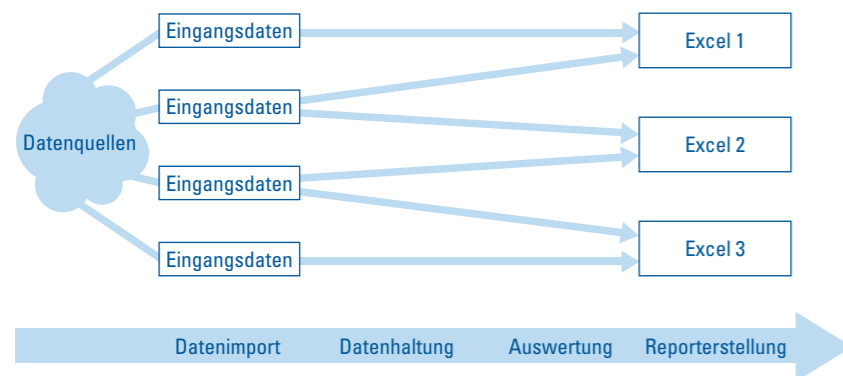 Eingangsdaten
Excel 1
Eingangsdaten
Datenquellen
Excel 2
Eingangsdaten
Eingangsdaten
Excel 3
Datenimport Datenhaltung Auswertung Reporterstellung